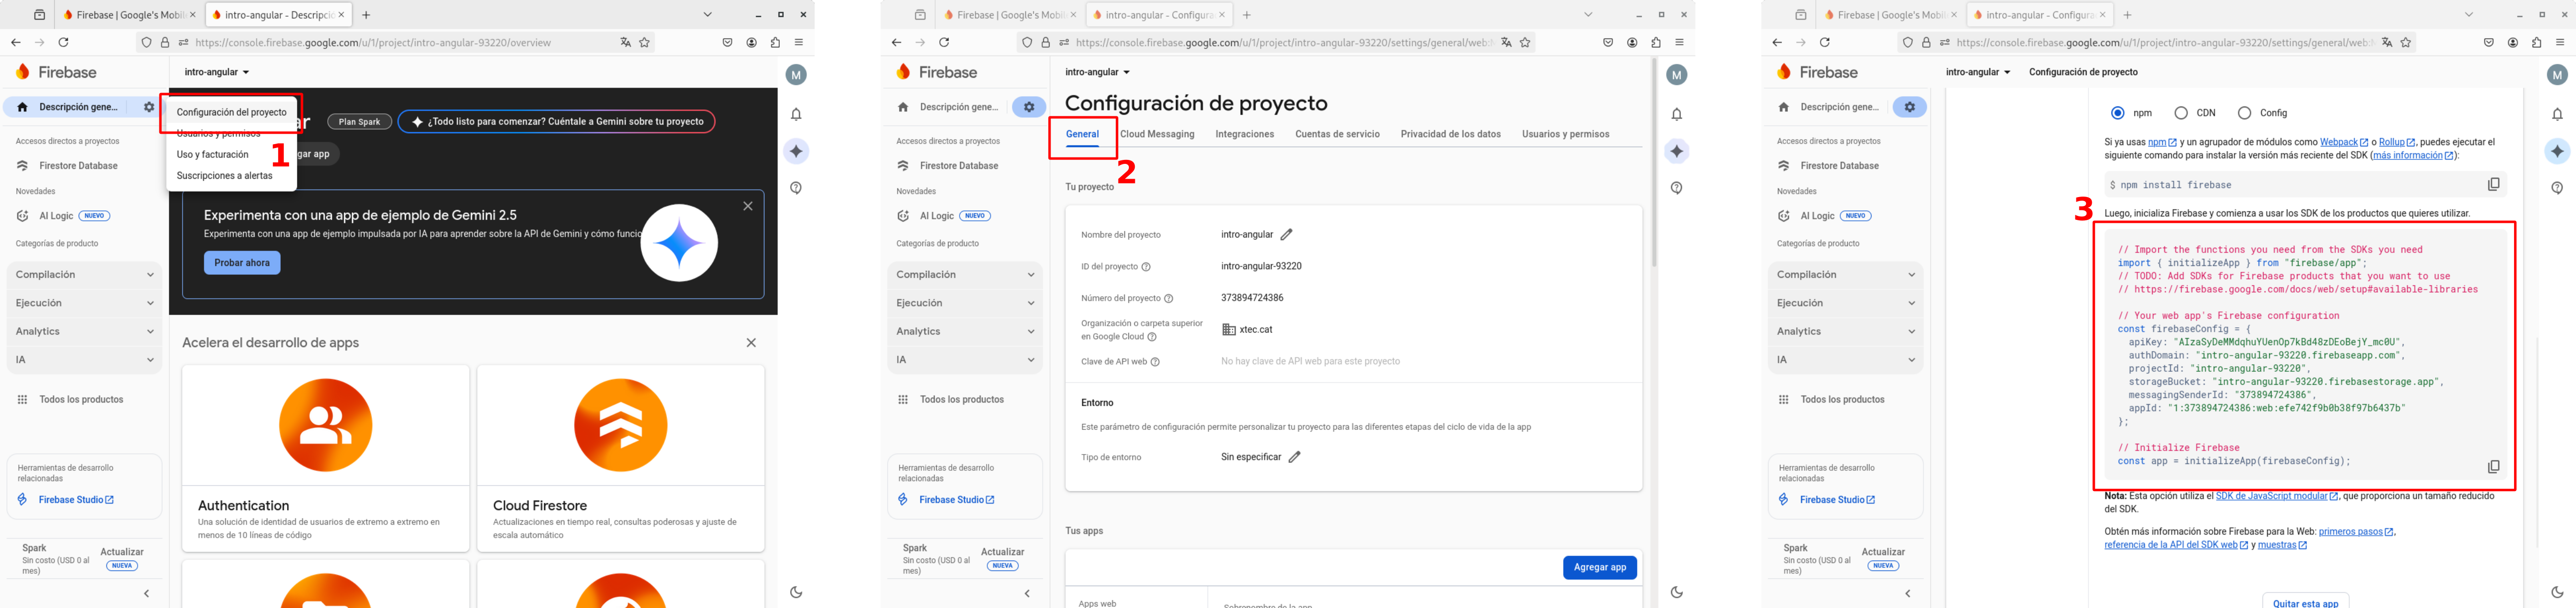 Firebase | Google's Mobil
intro-angular - Descripcio
https://console.firebase.google.com/u/1/project/intro-angular-93220/overview
Firebase
intro-angular
M
Descripción gene...
Configuración del proyecto
Usuarios y permisos
Uso y facturación
Suscripciones a alertas
1
ar
Plan Spark
¿Todo listo para comenzar? Cuéntale a Gemini sobre tu proyecto
gar app
Accesos directos a proyectos
Firestore Database
Novedades
AI Logic
NUEVO
Categorías de producto
Compilación
Ejecución
Analytics
IA
Todos los productos
Herramientas de desarrollo
relacionadas
Firebase Studio
Spark
Sin costo (USD 0 al
mes)
Actualizar
NUEVA
Experimenta con una app de ejemplo de Gemini 2.5
Experimenta con una app de ejemplo impulsada por IA para aprender sobre la API de Gemini y cómo funcio
Probar ahora
Acelera el desarrollo de apps
Authentication
Una solución de identidad de usuarios de extremo a extremo en
menos de 10 líneas de código
Cloud Firestore
Actualizaciones en tiempo real, consultas poderosas y ajuste de
escala automático
Firebase | Google's Mobil
intro-angular - Configura
https://console.firebase.google.com/u/1/project/intro-angular-93220/settings/general/web:
Firebase
intro-angular
M
Descripción gene...
Accesos directos a proyectos
Firestore Database
Novedades
AI Logic
NUEVO
Categorías de producto
Compilación
Ejecución
Analytics
IA
Todos los productos
Herramientas de desarrollo
relacionadas
Firebase Studio
Spark
Sin costo (USD 0 al
mes)
Actualizar
NUEVA
Configuración de proyecto
General
Cloud Messaging
Integraciones
Cuentas de servicio
Privacidad de los datos
Usuarios y permisos
2
Tu proyecto
Nombre del proyecto
intro-angular
ID del proyecto
intro-angular-93220
Número del proyecto
373894724386
Organización o carpeta superior
en Google Cloud
xtec.cat
Clave de API web
No hay clave de API web para este proyecto
Entorno
Este parámetro de configuración permite personalizar tu proyecto para las diferentes etapas del ciclo de vida de la app
Tipo de entorno
Sin especificar
Tus apps
Agregar app
Apps web
Sobrenombre de la app
Firebase | Google's Mobil
intro-angular - Configura
https://console.firebase.google.com/u/1/project/intro-angular-93220/settings/general/web:
Firebase
intro-angular
Configuración de proyecto
M
Descripción gene...
Accesos directos a proyectos
Firestore Database
Novedades
AI Logic
NUEVO
Categorías de producto
Compilación
Ejecución
Analytics
IA
Todos los productos
Herramientas de desarrollo
relacionadas
Firebase Studio
Spark
Sin costo (USD 0 al
mes)
Actualizar
NUEVA
npm
CDN
Config
Si ya usas npm y un agrupador de módulos como Webpack o Rollup, puedes ejecutar el
siguiente comando para instalar la versión más reciente del SDK (más información):
$ npm install firebase
3
Luego, inicializa Firebase y comienza a usar los SDK de los productos que quieres utilizar.
// Import the functions you need from the SDKs you need
import { initializeApp } from "firebase/app";
// TODO: Add SDKs for Firebase products that you want to use
// https://firebase.google.com/docs/web/setup#available-libraries
// Your web app's Firebase configuration
const firebaseConfig = {
apiKey: "AIzaSyDeMMdqhuYUenOp7kBd48zDEoBejY_mc0U",
authDomain: "intro-angular-93220.firebaseapp.com",
projectId: "intro-angular-93220",
storageBucket: "intro-angular-93220.firebasestorage.app",
messagingSenderId: "373894724386",
appId: "1:373894724386:web:efe742f9b0b38f97b6437b"
};
// Initialize Firebase
const app = initializeApp(firebaseConfig);
Nota: Esta opción utiliza el SDK de JavaScript modular, que proporciona un tamaño reducido
del SDK.
Obtén más información sobre Firebase para la Web: primeros pasos,
referencia de la API del SDK web y muestras
Quitar esta app